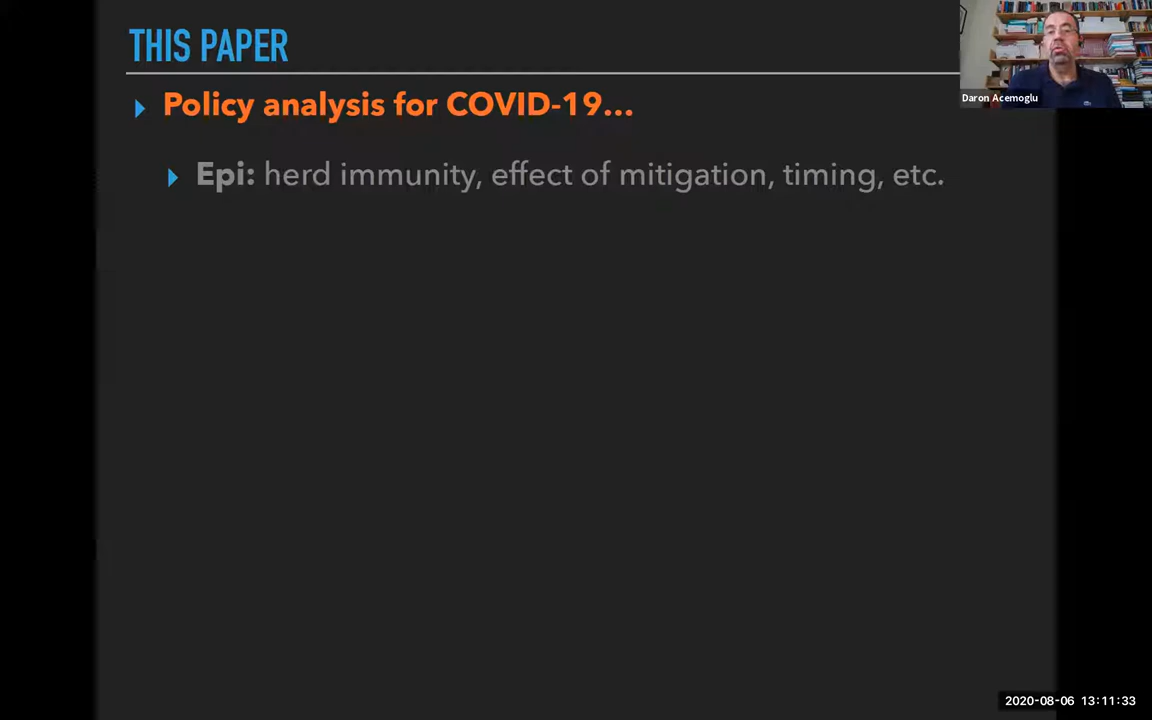 THIS PAPER
Policy analysis for COVID-19...
Epi: herd immunity, effect of mitigation, timing, etc.
Daron Acemoglu
2020-08-06 13:11:33